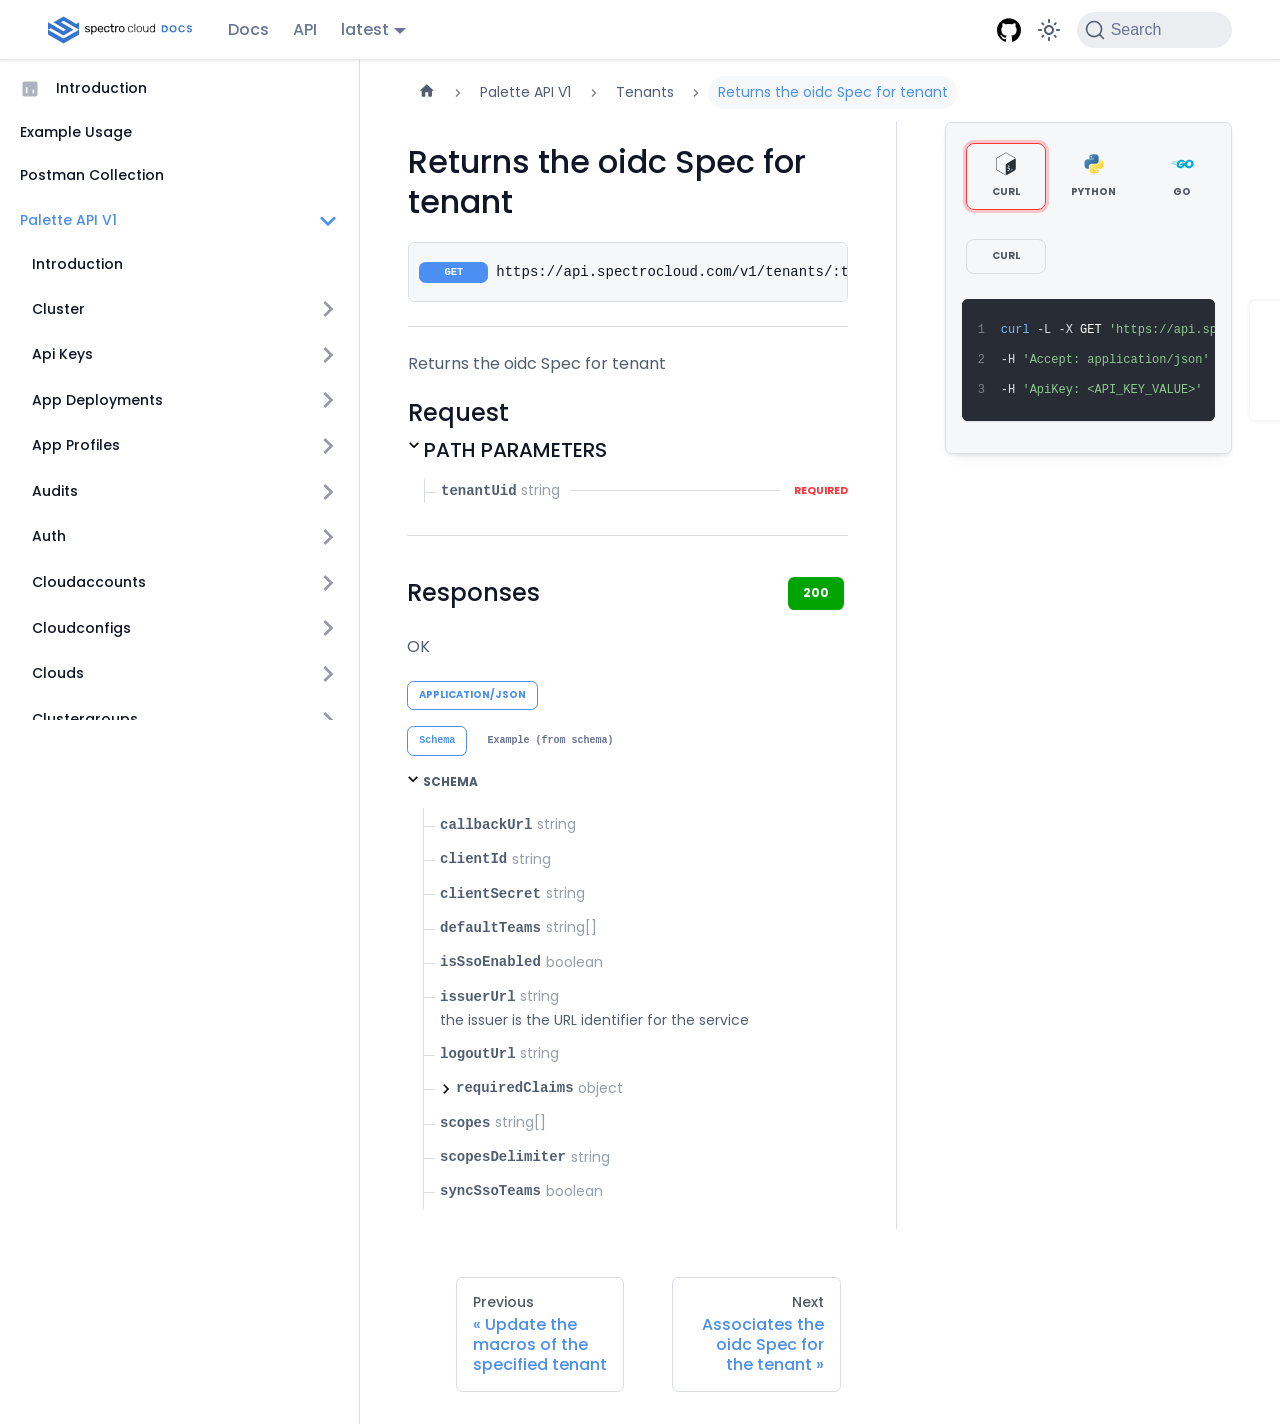 spectro cloud DOCS
Docs
API
latest
Search
Introduction
Example Usage
Postman Collection
Palette API V1
Introduction
Cluster
Api Keys
App Deployments
App Profiles
Audits
Auth
Cloudaccounts
Cloudconfigs
Clouds
Clustergroups
Palette API V1
Tenants
Returns the oidc Spec for tenant
Returns the oidc Spec for
tenant
GET https://api.spectrocloud.com/v1/tenants/:t
Returns the oidc Spec for tenant
Request
PATH PARAMETERS
tenantUid string REQUIRED
Responses
200
OK
APPLICATION/JSON
Schema
Example (from schema)
SCHEMA
callbackUrl string
clientId string
clientSecret string
defaultTeams string[]
isSsoEnabled boolean
issuerUrl string
the issuer is the URL identifier for the service
logoutUrl string
requiredClaims object
scopes string[]
scopesDelimiter string
syncSsoTeams boolean
Previous
« Update the
macros of the
specified tenant
Next
Associates the
oidc Spec for
the tenant »
CURL
PYTHON
GO
CURL
1 curl -L -X GET 'https://api.sp
2 -H 'Accept: application/json'
3 -H 'ApiKey: <API_KEY_VALUE>'